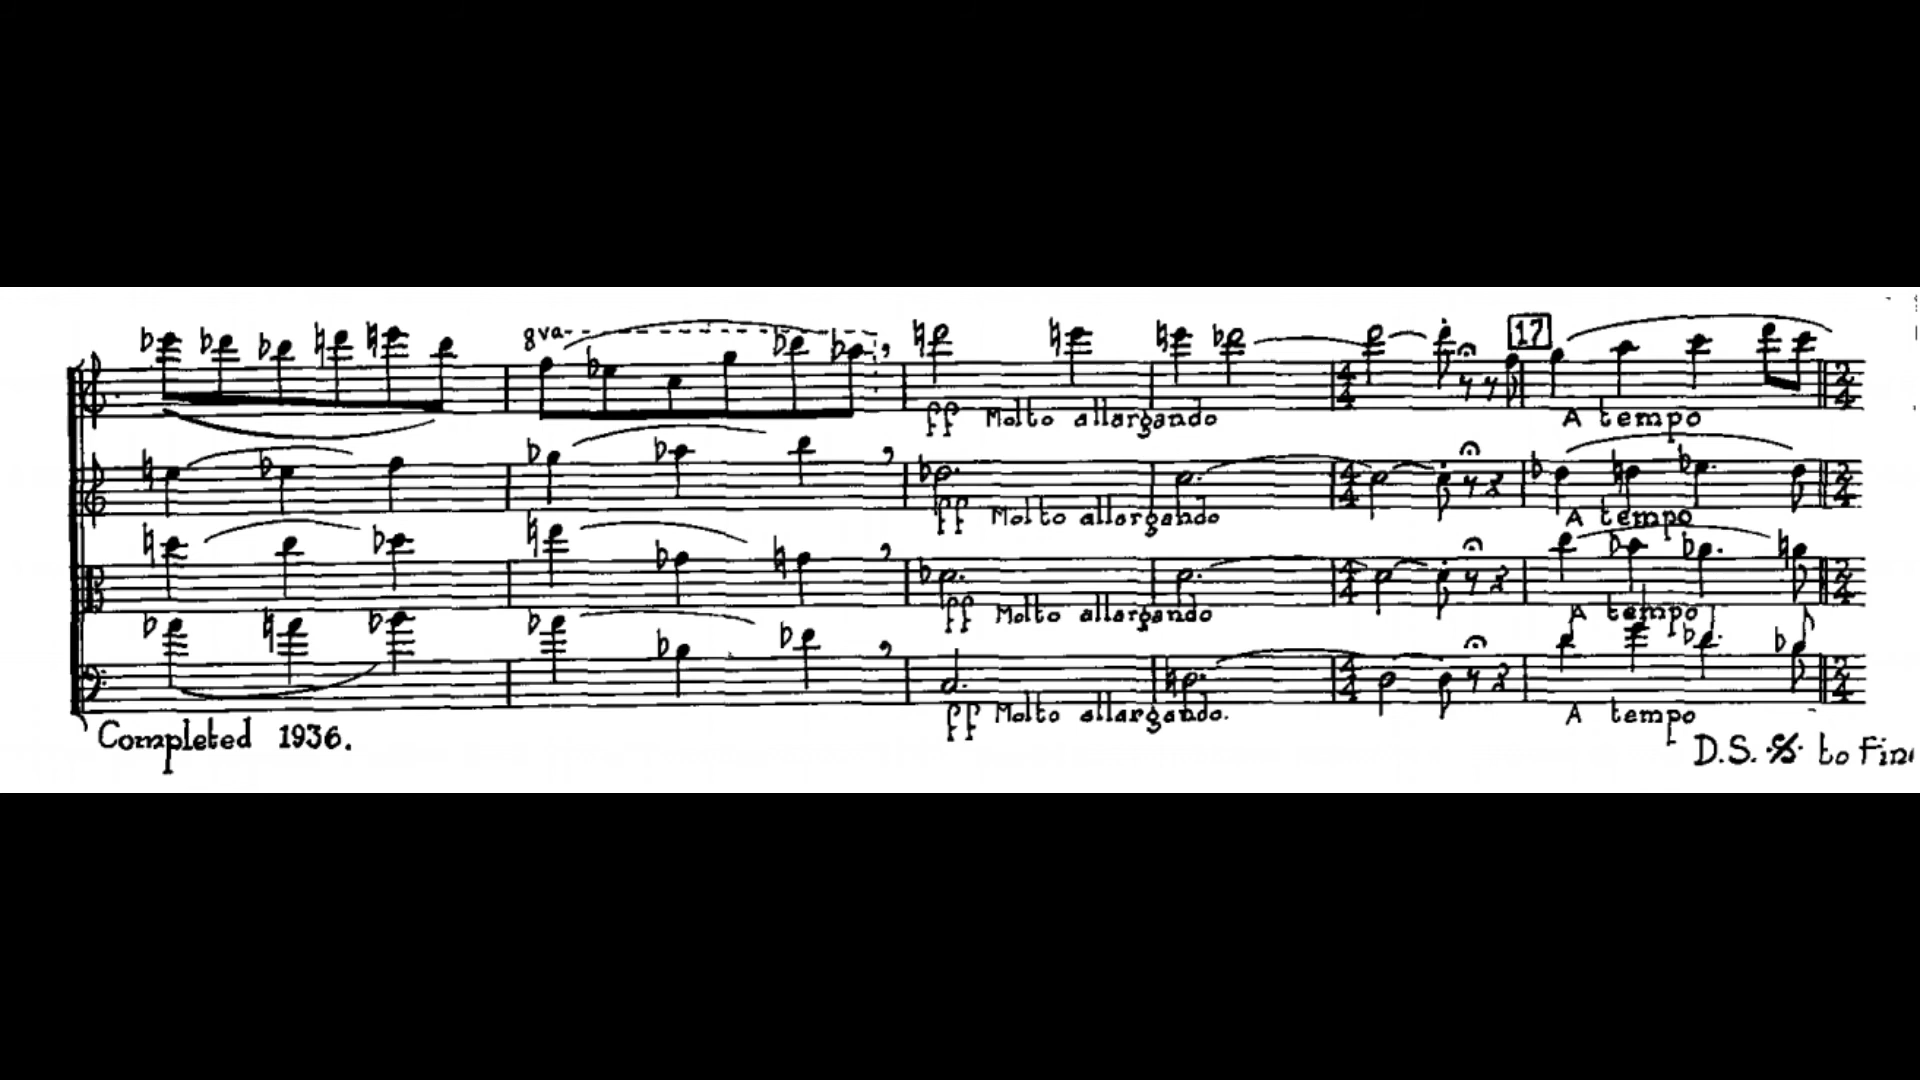 8va
17
ff Molto allargando
A tempo
ff Molto allargando
A tempo
ff Molto allargando
A tempo
ff Molto allargando.
A tempo
Completed 1936.
D.S. 𝄋 to